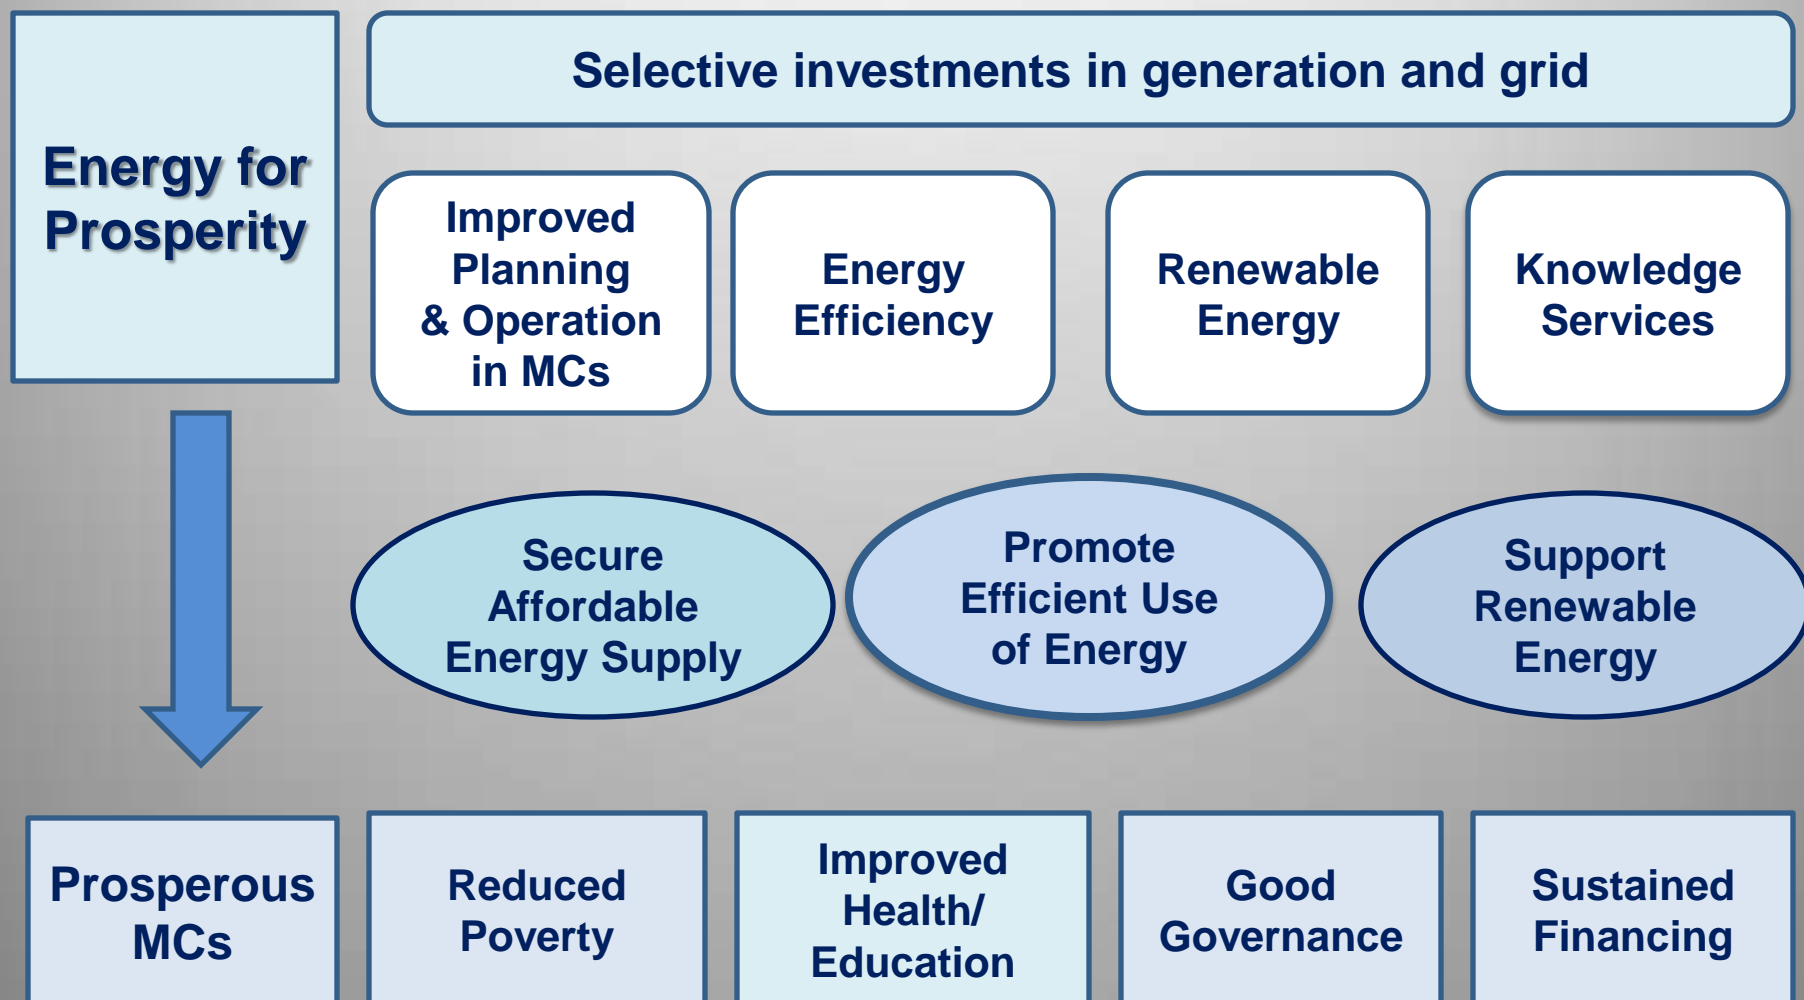 Energy for
Prosperity
Selective investments in generation and grid
Improved
Planning
& Operation
in MCs
Energy
Efficiency
Renewable
Energy
Knowledge
Services
Secure
Affordable
Energy Supply
Promote
Efficient Use
of Energy
Support
Renewable
Energy
Prosperous
MCs
Reduced
Poverty
Improved
Health/
Education
Good
Governance
Sustained
Financing